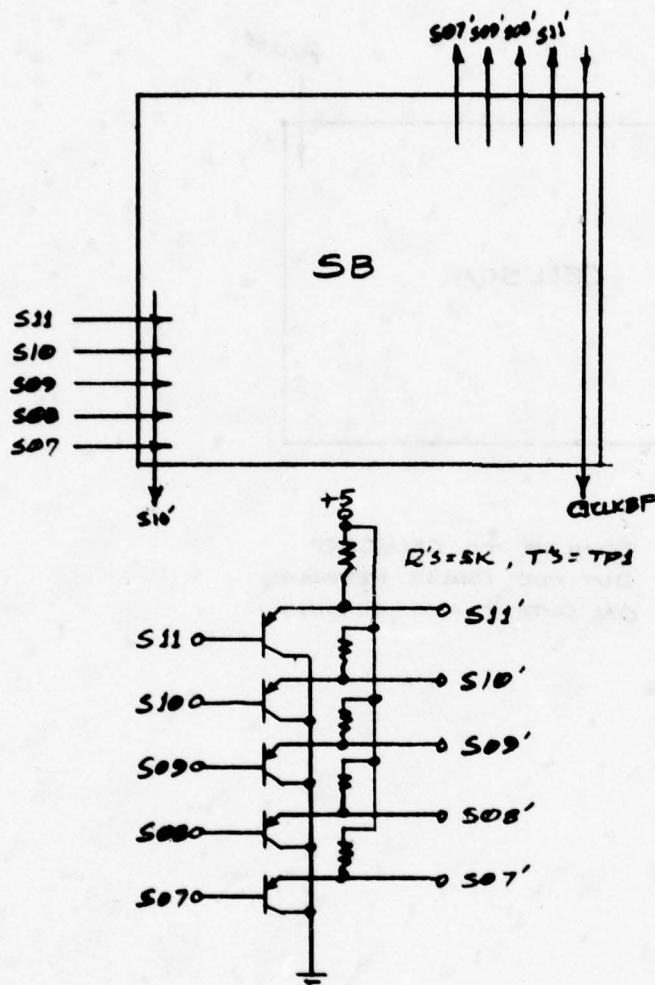 S07' S09' S08' S11'
SB
S11
S10
S09
S08
S07
S10'
+5
R'S=5K, T'S=TP1
S11 S11'
S10 S10'
S09 S09'
S08 S08'
S07 S07'